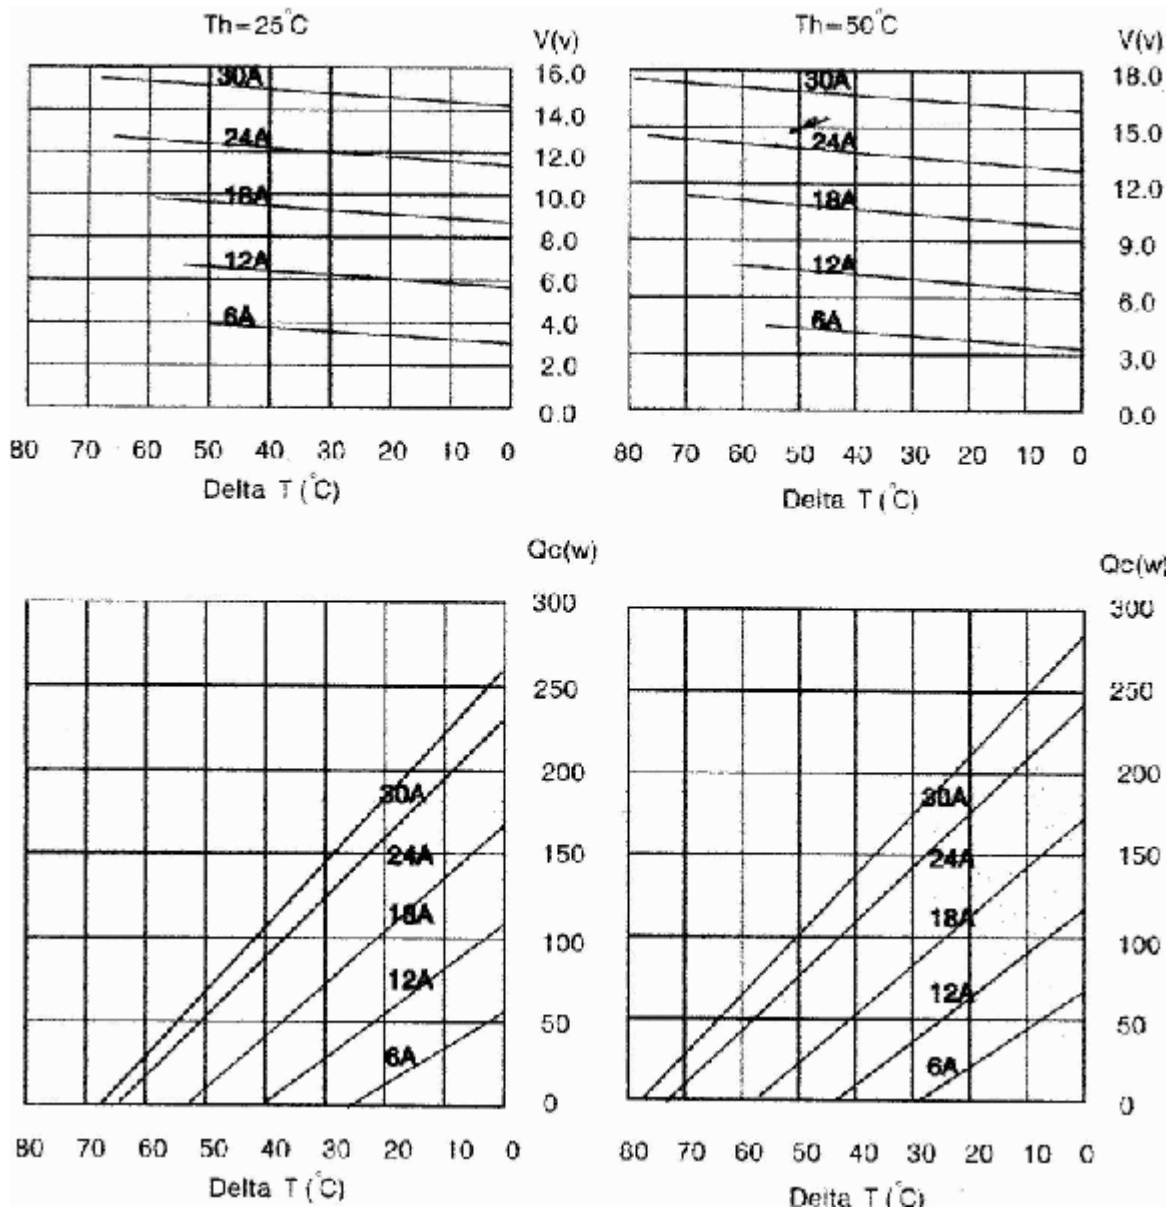 Th=25°C
V(v)
16.0
14.0
12.0
10.0
8.0
6.0
4.0
2.0
0.0
30A
24A
18A
12A
6A
80 70 60 50 40 30 20 10 0
Delta T (°C)
Th=50°C
V(v)
18.0
15.0
12.0
9.0
6.0
3.0
0.0
30A
24A
18A
12A
6A
80 70 60 50 40 30 20 10 0
Delta T (°C)
Qc(w)
300
250
200
150
100
50
0
30A
24A
18A
12A
6A
80 70 60 50 40 30 20 10 0
Delta T (°C)
Qc(w)
300
250
200
150
100
50
0
30A
24A
18A
12A
6A
80 70 60 50 40 30 20 10 0
Delta T (°C)